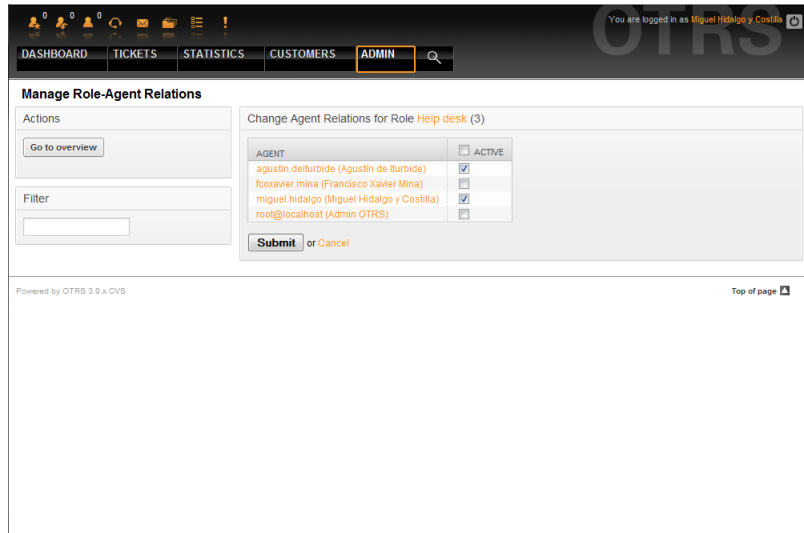 0 0 0
You are logged in as Miguel Hidalgo y Costilla
OTRS
DASHBOARD TICKETS STATISTICS CUSTOMERS ADMIN
Manage Role-Agent Relations
Actions
Go to overview
Filter
Change Agent Relations for Role Help desk (3)
AGENT ACTIVE
agustin.deiturbide (Agustín de Iturbide)
fcoxavier.mina (Francisco Xavier Mina)
miguel.hidalgo (Miguel Hidalgo y Costilla)
root@localhost (Admin OTRS)
Submit or Cancel
Powered by OTRS 3.0.x CVS
Top of page